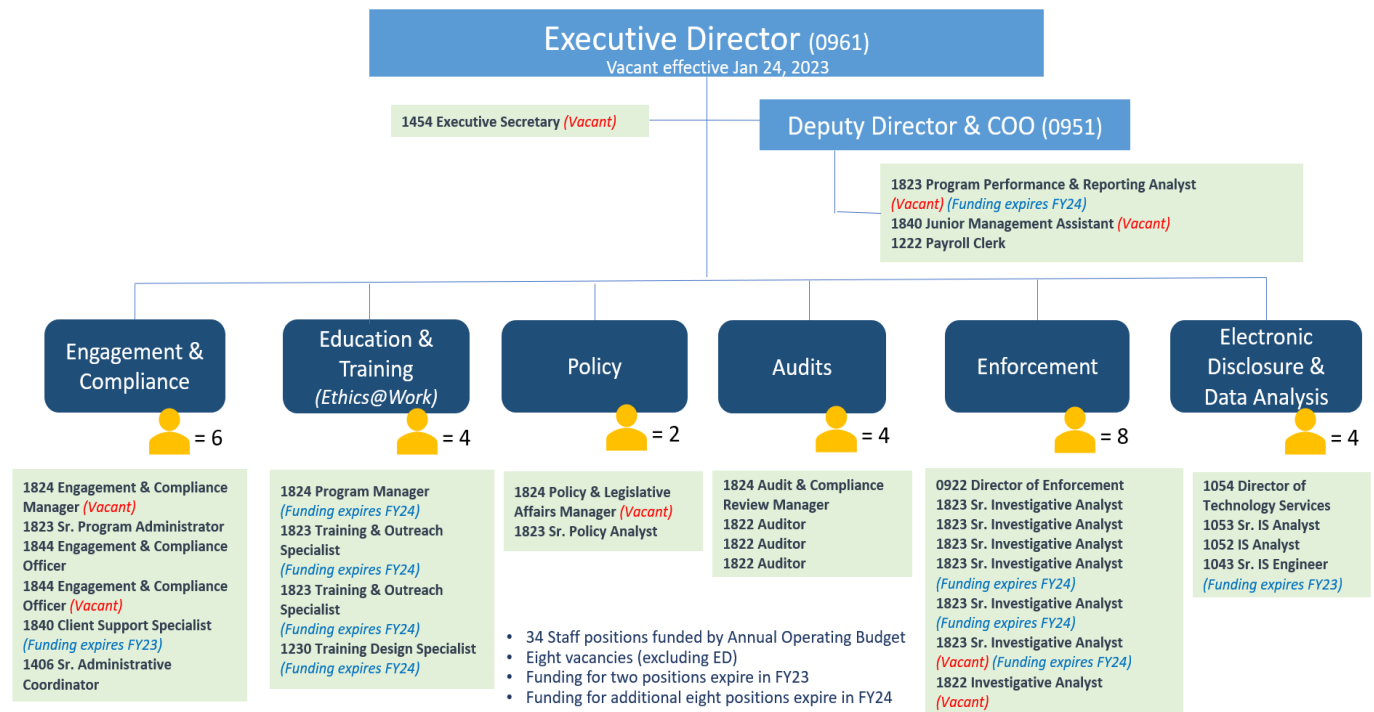 Executive Director (0961)
Vacant effective Jan 24, 2023
1454 Executive Secretary (Vacant)
Deputy Director & COO (0951)
1823 Program Performance & Reporting Analyst
(Vacant) (Funding expires FY24)
1840 Junior Management Assistant (Vacant)
1222 Payroll Clerk
Engagement &
Compliance
= 6
1824 Engagement & Compliance
Manager (Vacant)
1823 Sr. Program Administrator
1844 Engagement & Compliance
Officer
1844 Engagement & Compliance
Officer (Vacant)
1840 Client Support Specialist
(Funding expires FY23)
1406 Sr. Administrative
Coordinator
Education &
Training
(Ethics@Work)
= 4
1824 Program Manager
(Funding expires FY24)
1823 Training & Outreach
Specialist
(Funding expires FY24)
1823 Training & Outreach
Specialist
(Funding expires FY24)
1230 Training Design Specialist
(Funding expires FY24)
Policy
= 2
1824 Policy & Legislative
Affairs Manager (Vacant)
1823 Sr. Policy Analyst
Audits
= 4
1824 Audit & Compliance
Review Manager
1822 Auditor
1822 Auditor
1822 Auditor
Enforcement
= 8
0922 Director of Enforcement
1823 Sr. Investigative Analyst
1823 Sr. Investigative Analyst
1823 Sr. Investigative Analyst
1823 Sr. Investigative Analyst
(Funding expires FY24)
1823 Sr. Investigative Analyst
(Funding expires FY24)
1823 Sr. Investigative Analyst
(Vacant) (Funding expires FY24)
1822 Investigative Analyst
(Vacant)
Electronic
Disclosure &
Data Analysis
= 4
1054 Director of
Technology Services
1053 Sr. IS Analyst
1052 IS Analyst
1043 Sr. IS Engineer
(Funding expires FY23)
• 34 Staff positions funded by Annual Operating Budget
• Eight vacancies (excluding ED)
• Funding for two positions expire in FY23
• Funding for additional eight positions expire in FY24